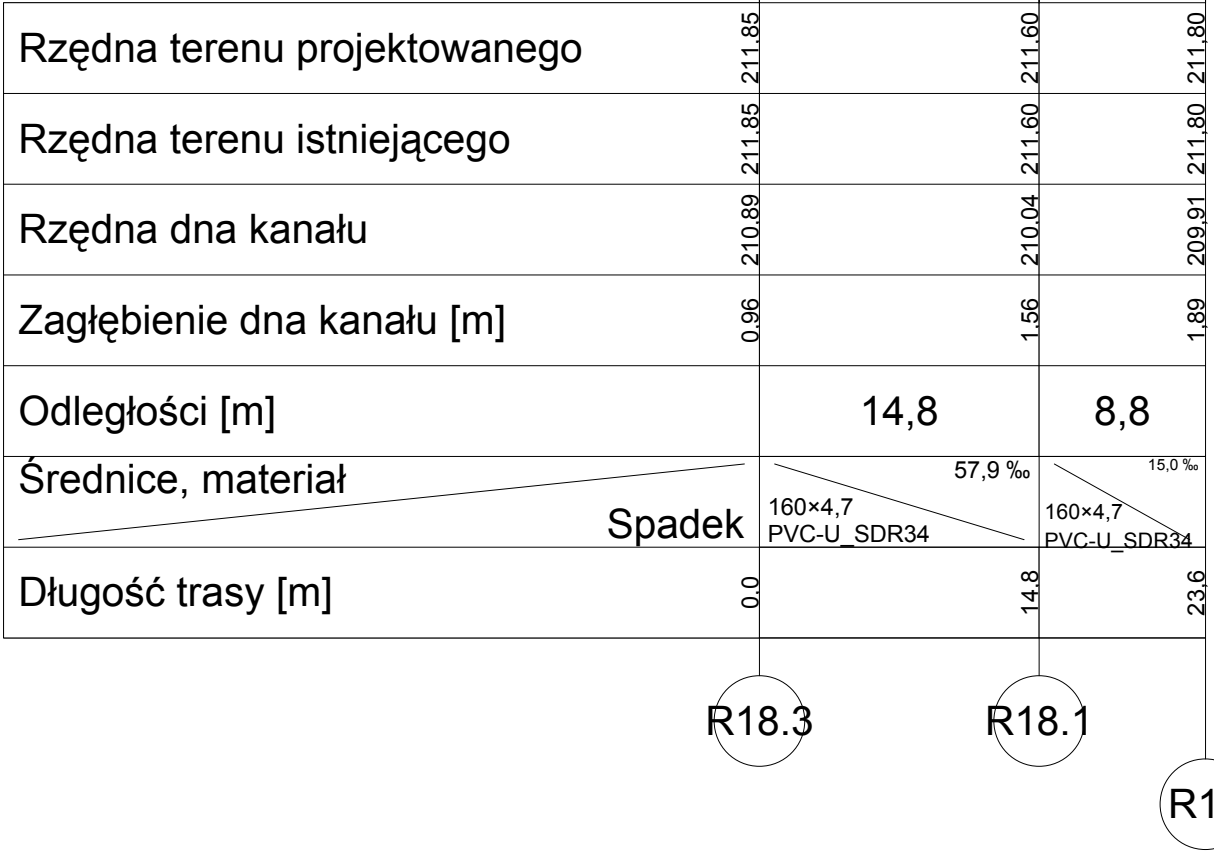 Rzędna terenu projektowanego 211.85 211.60 211.80
Rzędna terenu istniejącego 211.85 211.60 211.80
Rzędna dna kanału 210.89 210.04 209,91
Zagłębienie dna kanału [m] 0.96 1.56 1,89
Odległości [m] 14,8 8,8
Średnice, materiał 57,9 ‰ 15,0 ‰
Spadek 160×4,7 160×4,7
PVC-U_SDR34 PVC-U_SDR34
Długość trasy [m] 0.0 14.8 23,6
R18.3 R18.1
R1